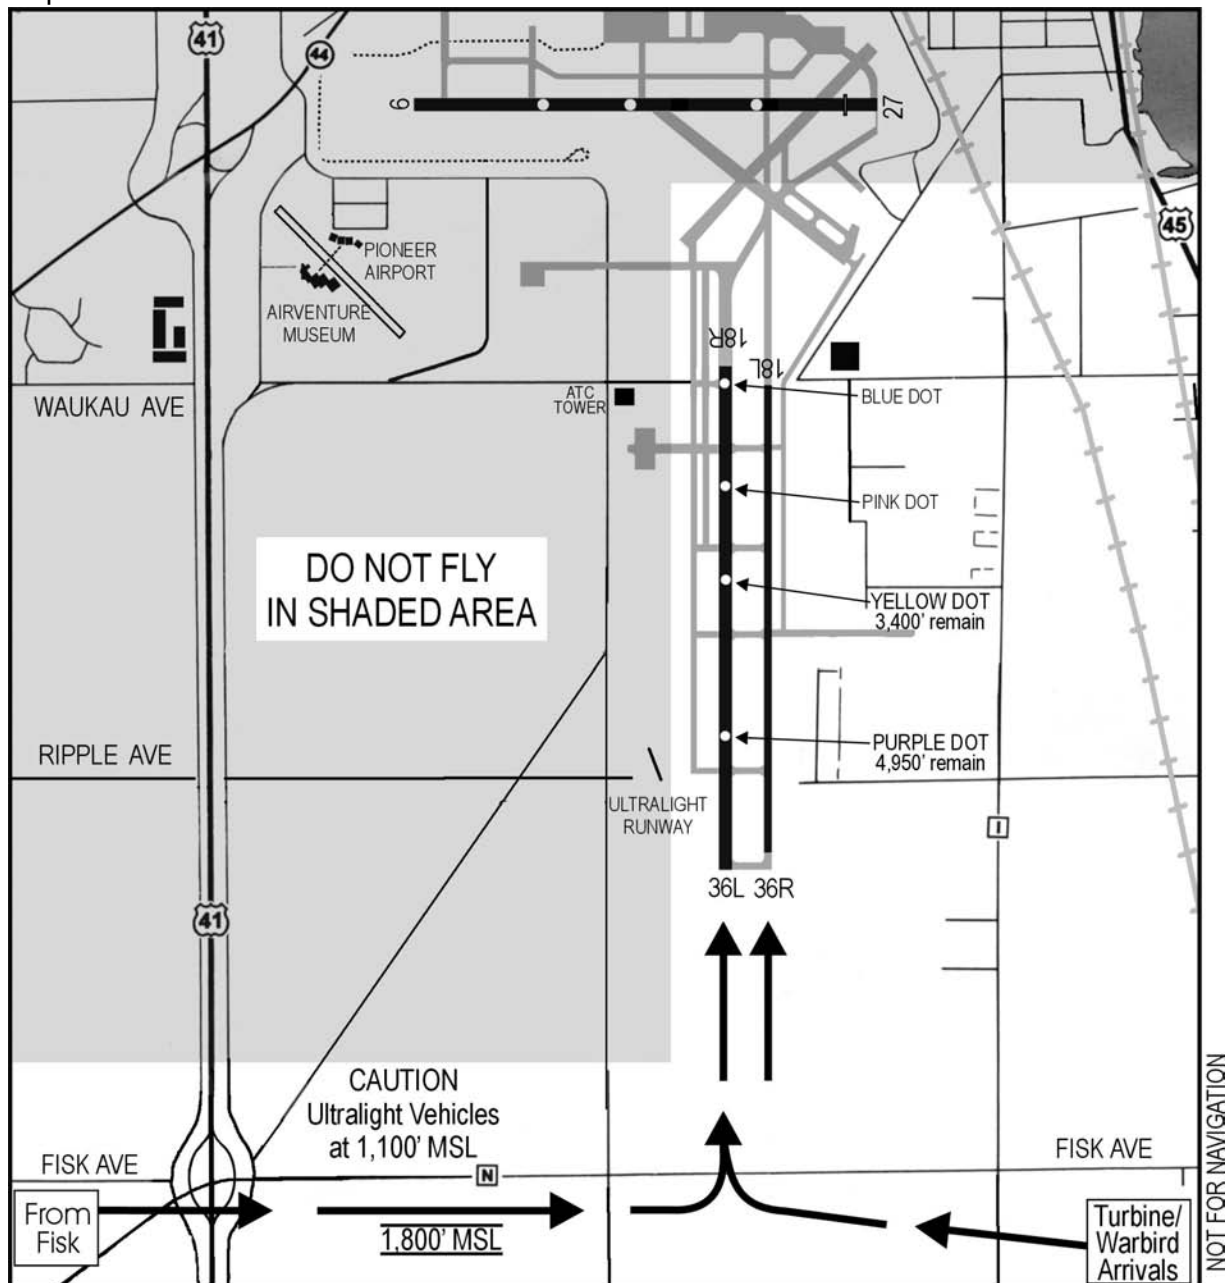 41
44
9
27
45
PIONEER
AIRPORT
AIRVENTURE
MUSEUM
18R
18L
WAUKAU AVE
ATC
TOWER
BLUE DOT
PINK DOT
DO NOT FLY
IN SHADED AREA
YELLOW DOT
3,400' remain
RIPPLE AVE
PURPLE DOT
4,950' remain
ULTRALIGHT
RUNWAY
I
36L 36R
41
CAUTION
Ultralight Vehicles
at 1,100' MSL
FISK AVE
N
FISK AVE
From
Fisk
1,800' MSL
Turbine/
Warbird
Arrivals
NOT FOR NAVIGATION